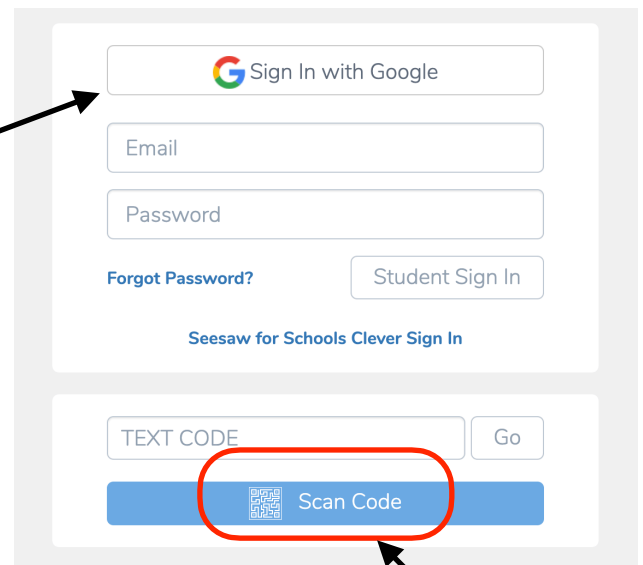 Sign In with Google
Email
Password
Forgot Password? Student Sign In
Seesaw for Schools Clever Sign In
TEXT CODE Go
Scan Code